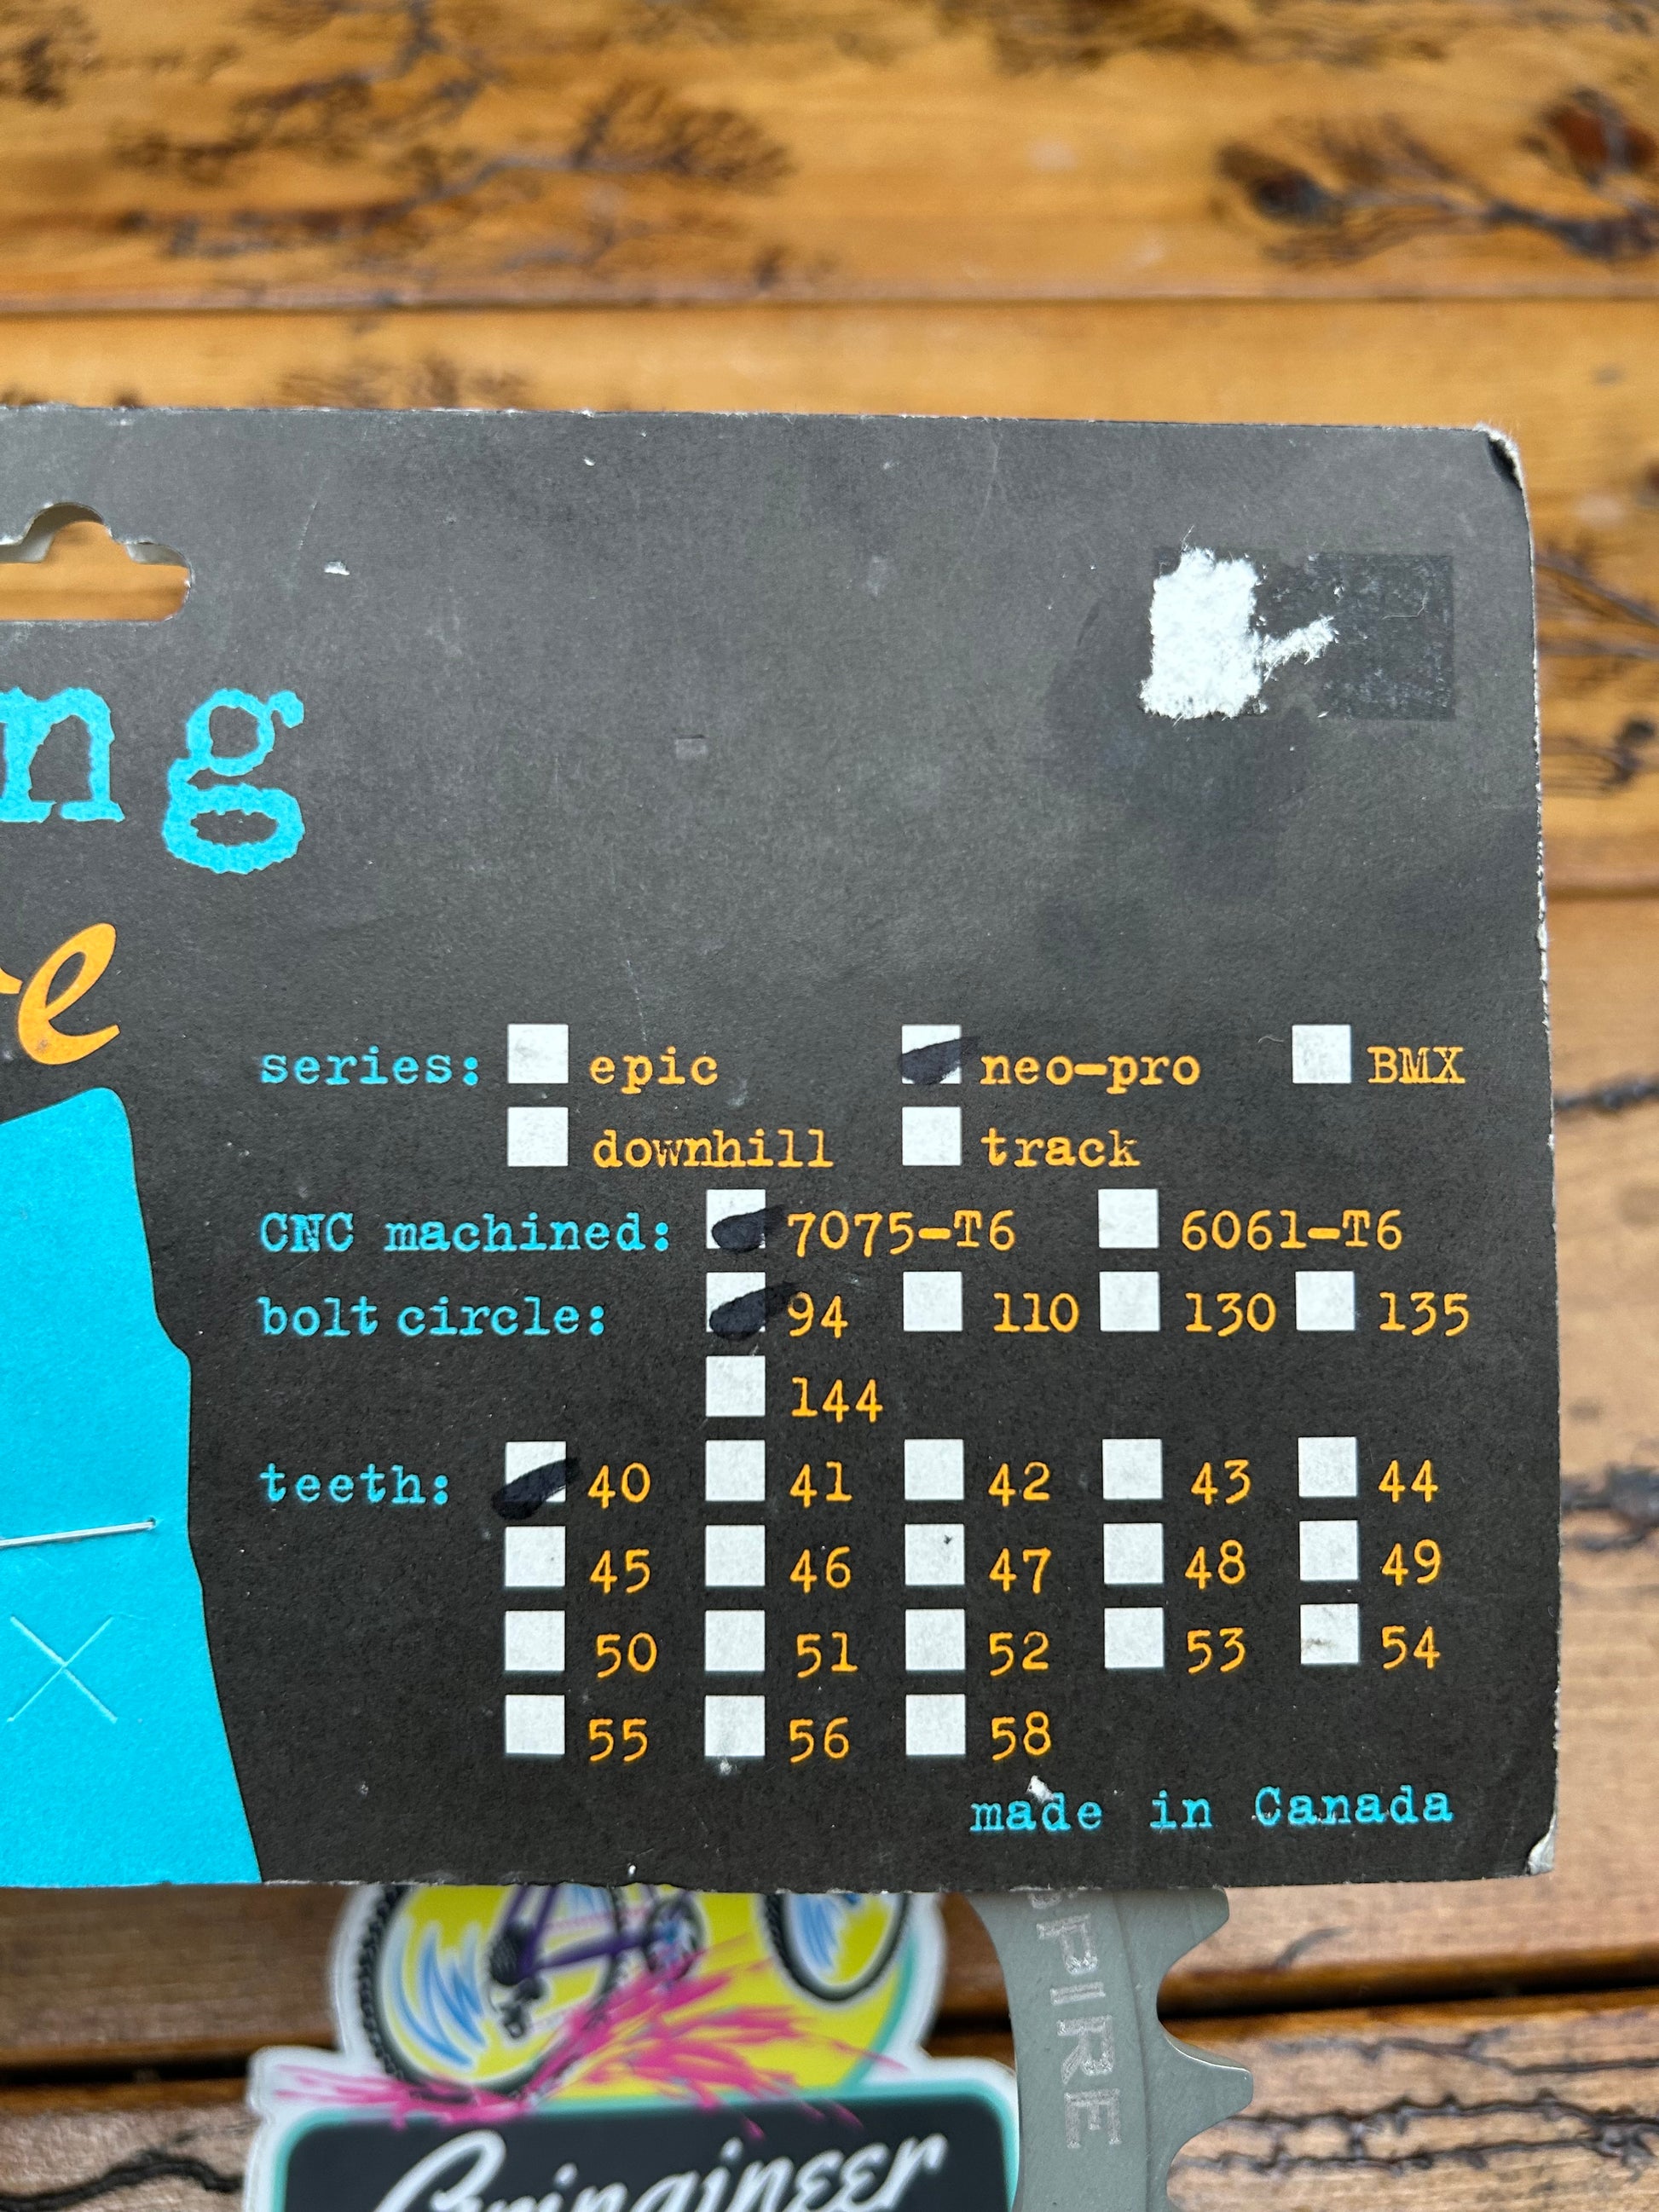 ng
e
series: epic neo-pro BMX
downhill track
CNC machined: 7075-T6 6061-T6
bolt circle: 94 110 130 135
144
teeth: 40 41 42 43 44
45 46 47 48 49
50 51 52 53 54
55 56 58
made in Canada
SPIRE
Gringineer